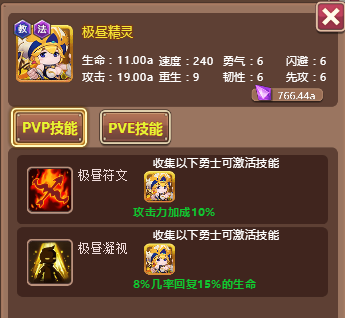 教 法 极昼精灵
生命：11.00a 速度：240 勇气：6 闪避：6
攻击：19.00a 重生：9 韧性：6 先攻：6
766.44a
PVP技能 PVE技能
收集以下勇士可激活技能
极昼符文
攻击力加成10%
收集以下勇士可激活技能
极昼凝视
8%几率回复15%的生命